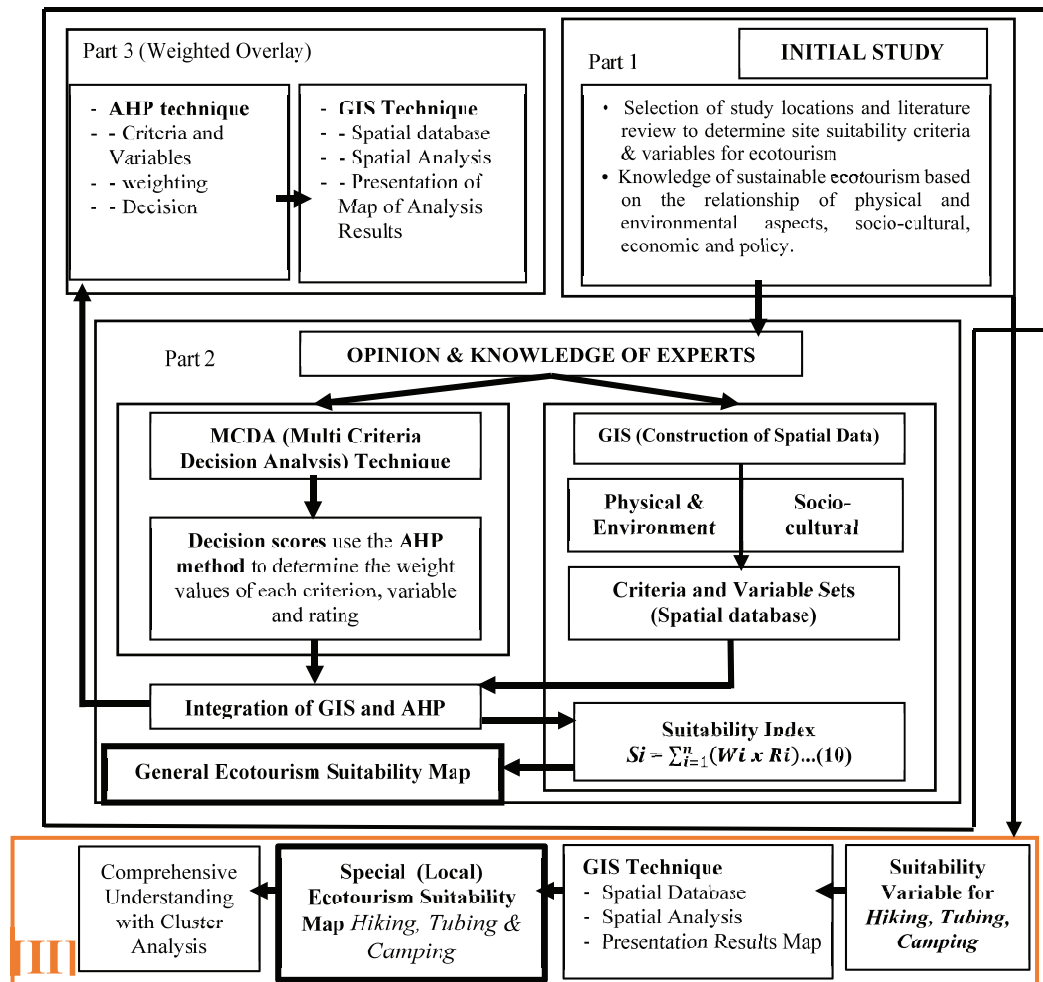 Part 3 (Weighted Overlay)
- AHP technique
- - Criteria and
Variables
- - weighting
- - Decision
- GIS Technique
- - Spatial database
- - Spatial Analysis
- - Presentation of
Map of Analysis
Results
Part 1
INITIAL STUDY
• Selection of study locations and literature
review to determine site suitability criteria
& variables for ecotourism
• Knowledge of sustainable ecotourism based
on the relationship of physical and
environmental aspects, socio-cultural,
economic and policy.
Part 2
OPINION & KNOWLEDGE OF EXPERTS
MCDA (Multi Criteria
Decision Analysis) Technique
Decision scores use the AHP
method to determine the weight
values of each criterion, variable
and rating
GIS (Construction of Spatial Data)
Physical &
Environment
Socio-
cultural
Criteria and Variable Sets
(Spatial database)
Integration of GIS and AHP
Suitability Index
Si − ∑ⁿᵢ₌₁(Wi x Ri)...(10)
General Ecotourism Suitability Map
Comprehensive
Understanding
with Cluster
Analysis
Special (Local)
Ecotourism Suitability
Map Hiking, Tubing &
Camping
GIS Technique
- Spatial Database
- Spatial Analysis
- Presentation Results Map
Suitability
Variable for
Hiking, Tubing,
Camping